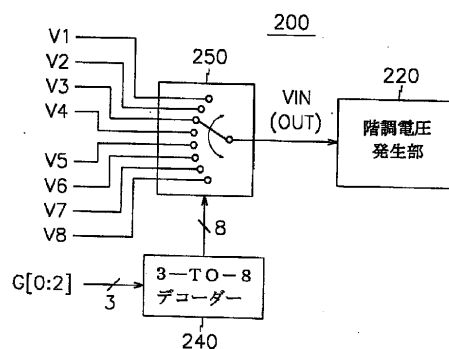 200
V1
V2
V3
V4
V5
V6
V7
V8
250
VIN
(OUT)
220
階調電圧
発生部
8
G[0:2]
3
3−TO−8
デコーダー
240